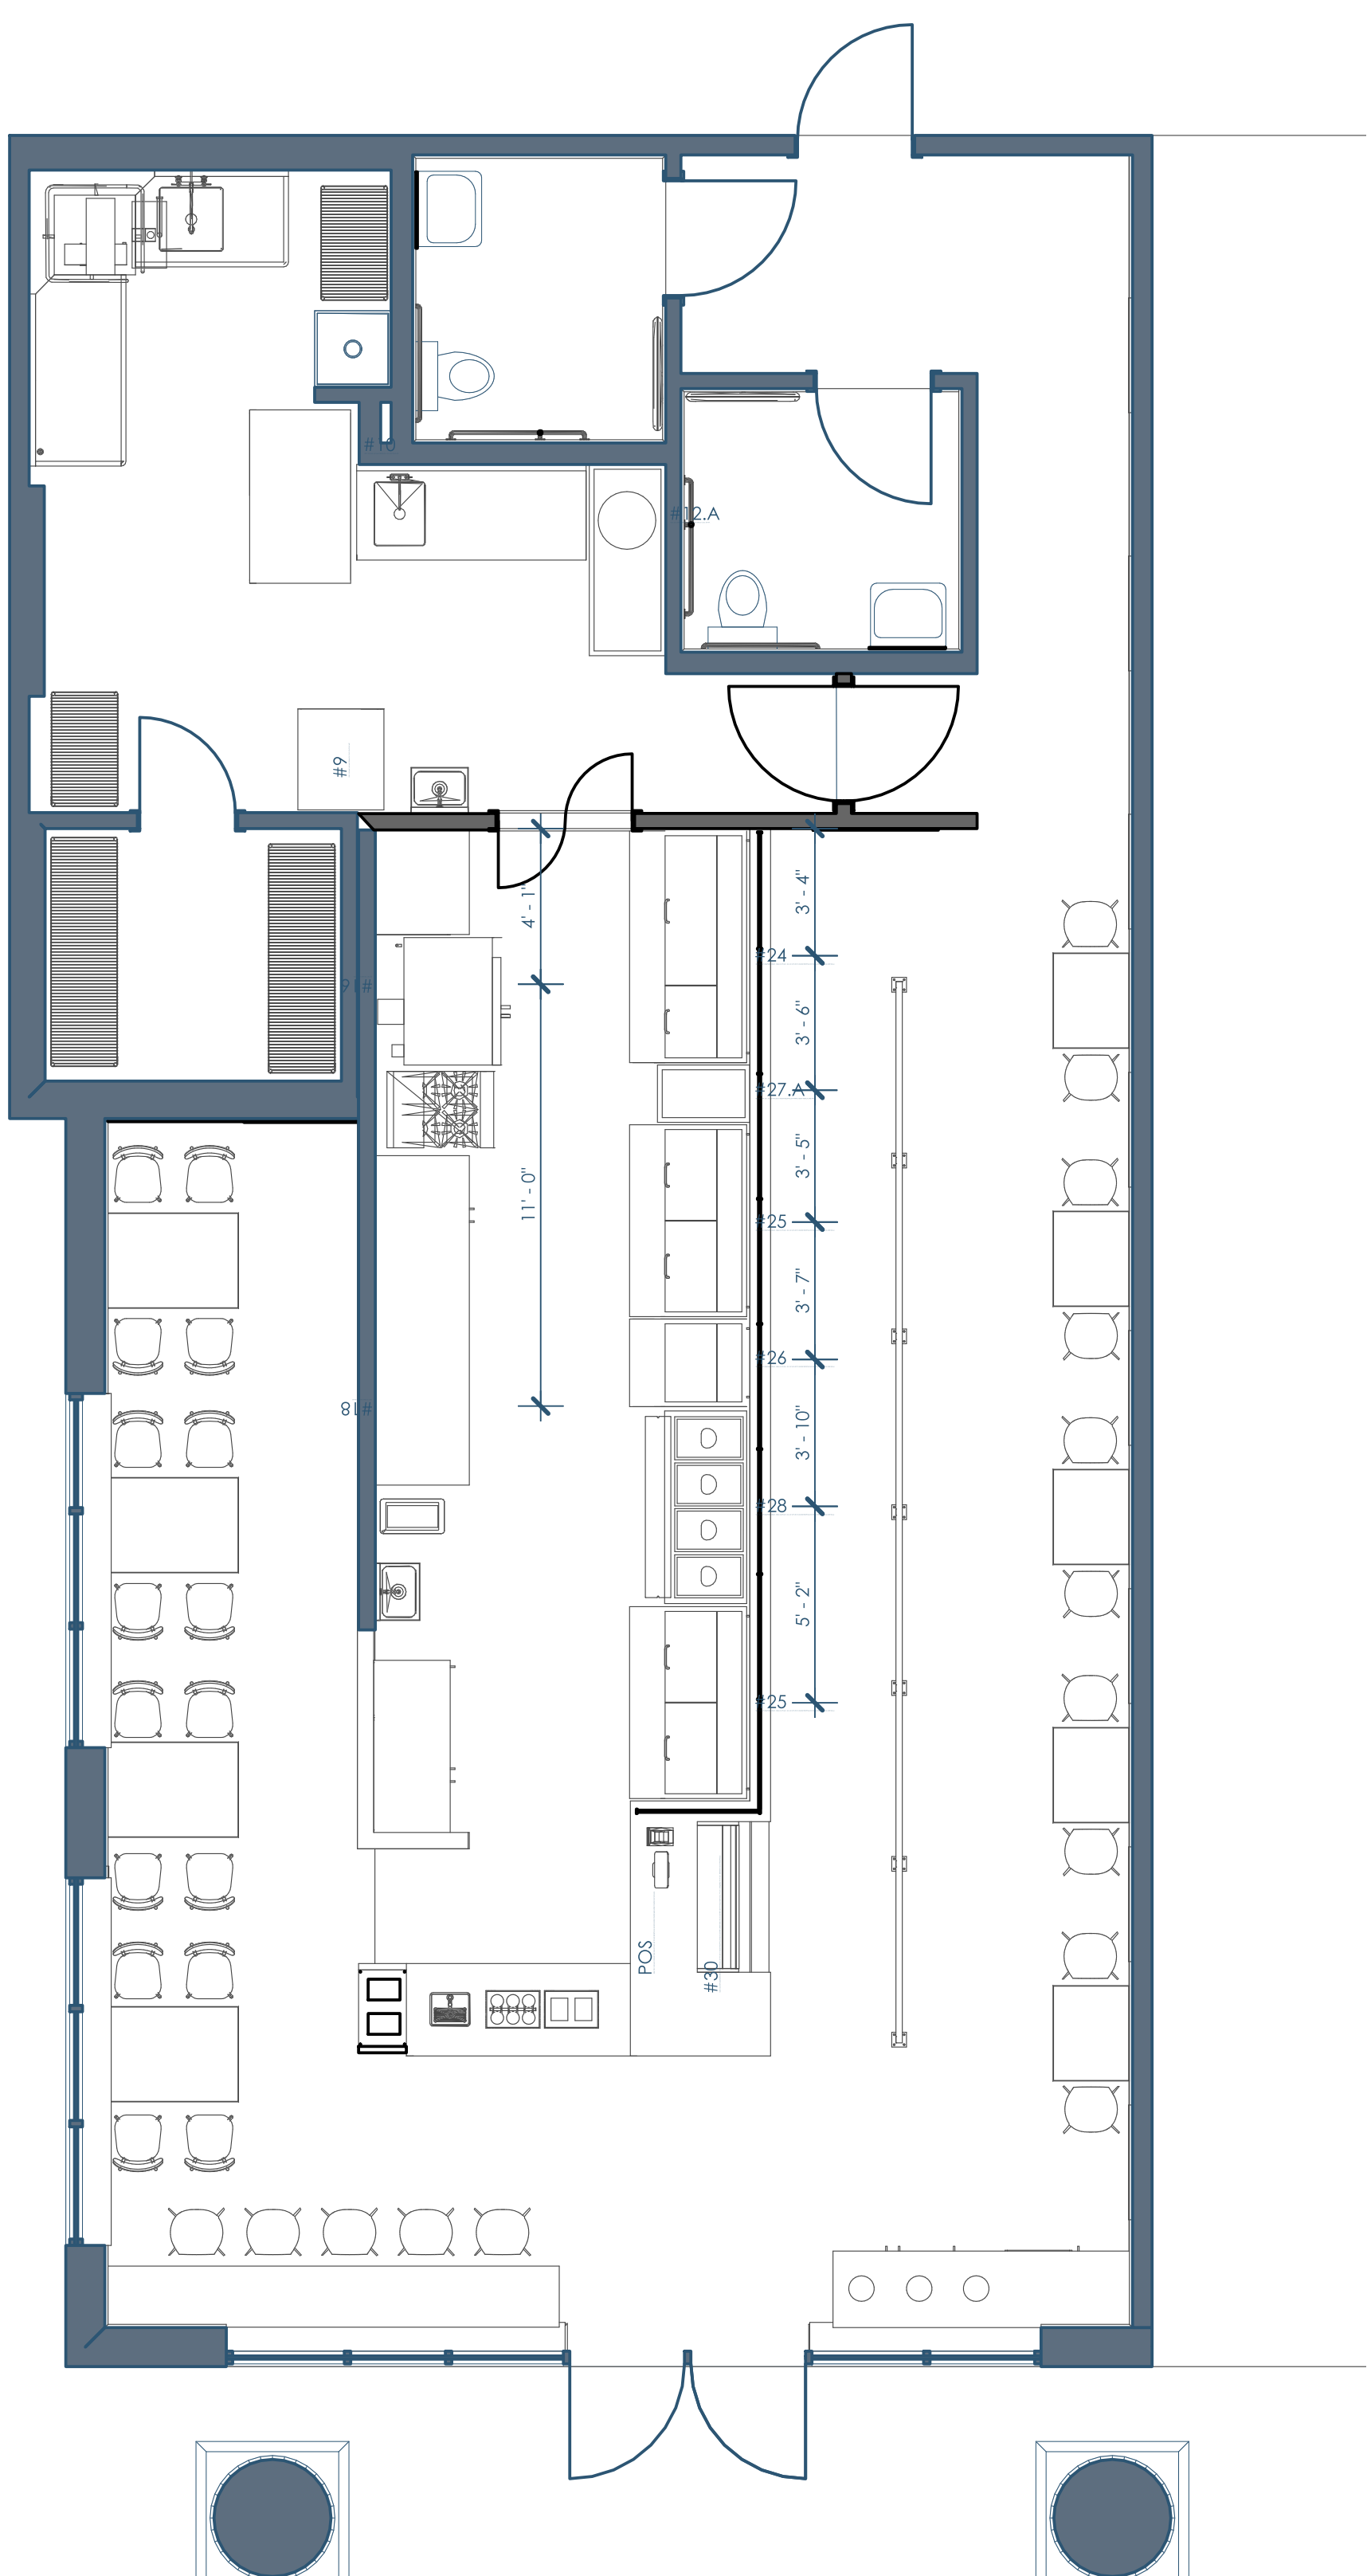 #10
#12.A
#9
4' - 1"
3' - 4"
#24
#16
3' - 6"
#27.A
3' - 5"
11' - 0"
#25
3' - 7"
#26
#18
3' - 10"
#28
5' - 2"
#25
POS
#30